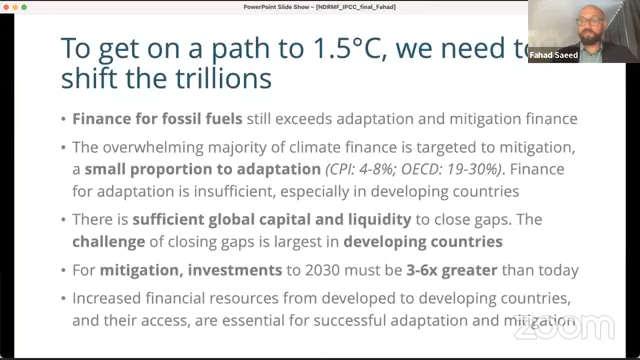 PowerPoint Slide Show - [NDRMF_IPCC_final_Fahad]
To get on a path to 1.5°C, we need to
shift the trillions
Fahad Saeed
• Finance for fossil fuels still exceeds adaptation and mitigation finance
• The overwhelming majority of climate finance is targeted to mitigation,
a small proportion to adaptation (CPI: 4-8%; OECD: 19-30%). Finance
for adaptation is insufficient, especially in developing countries
• There is sufficient global capital and liquidity to close gaps. The
challenge of closing gaps is largest in developing countries
• For mitigation, investments to 2030 must be 3-6x greater than today
• Increased financial resources from developed to developing countries,
and their access, are essential for successful adaptation and mitigation
zoom